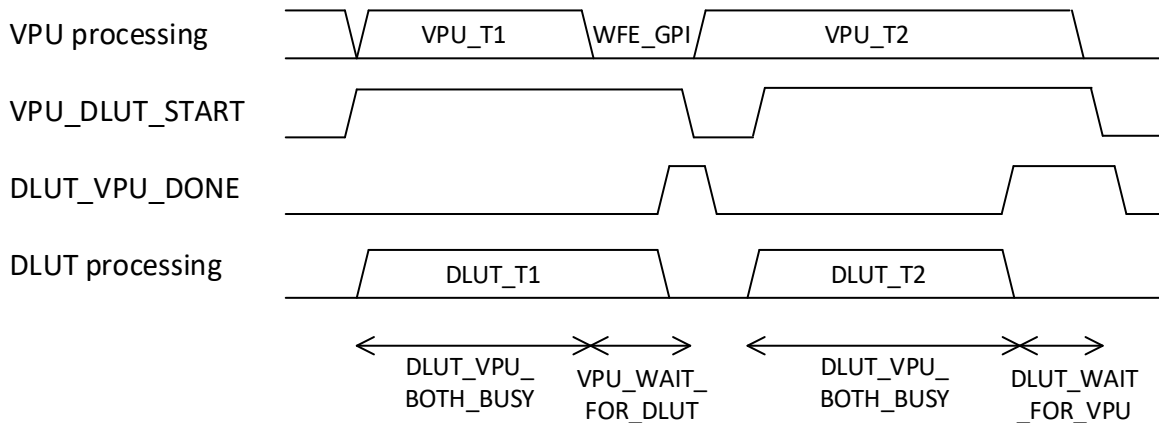 VPU processing
VPU_T1
WFE_GPI
VPU_T2
VPU_DLUT_START
DLUT_VPU_DONE
DLUT processing
DLUT_T1
DLUT_T2
DLUT_VPU_
BOTH_BUSY
VPU_WAIT_
FOR_DLUT
DLUT_VPU_
BOTH_BUSY
DLUT_WAIT
_FOR_VPU